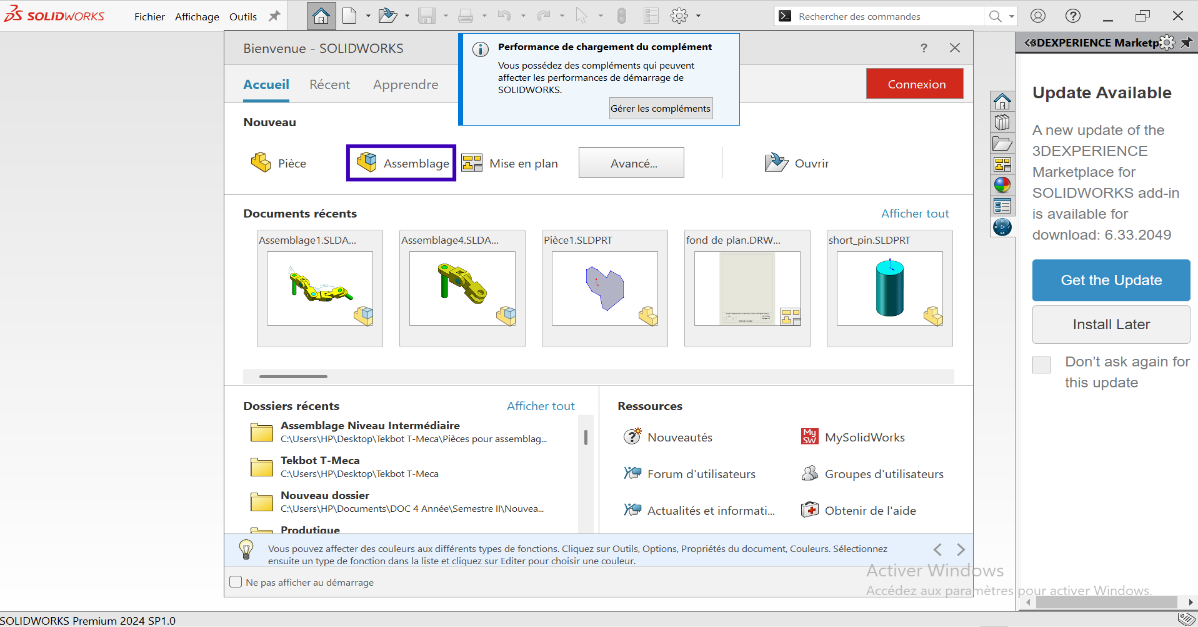 SOLIDWORKS
Fichier Affichage Outils
Rechercher des commandes
Bienvenue - SOLIDWORKS
Performance de chargement du complément
Vous possédez des compléments qui peuvent
affecter les performances de démarrage de
SOLIDWORKS.
Gérer les compléments
Accueil Récent Apprendre
Connexion
Nouveau
Pièce Assemblage Mise en plan Avancé... Ouvrir
Documents récents Afficher tout
Assemblage1.SLDA... Assemblage4.SLDA... Pièce1.SLDPRT fond de plan.DRW... short_pin.SLDPRT
Dossiers récents Afficher tout
Assemblage Niveau Intermédiaire
C:\Users\HP\Desktop\Tekbot T-Meca\Pièces pour assemblag...
Tekbot T-Meca
C:\Users\HP\Desktop\Tekbot T-Meca
Nouveau dossier
C:\Users\HP\Documents\DOC 4 Année\Semestre II\Nouvea...
Produtique
Ressources
Nouveautés MySolidWorks
Forum d'utilisateurs Groupes d'utilisateurs
Actualités et informati... Obtenir de l'aide
Vous pouvez affecter des couleurs aux différents types de fonctions. Cliquez sur Outils, Options, Propriétés du document, Couleurs. Sélectionnez
ensuite un type de fonction dans la liste et cliquez sur Editer pour choisir une couleur.
Ne pas afficher au démarrage
3DEXPERIENCE Marketp
Update Available
A new update of the
3DEXPERIENCE
Marketplace for
SOLIDWORKS add-in
is available for
download: 6.33.2049
Get the Update
Install Later
Don't ask again for
this update
Activer Windows
Accédez aux paramètres pour activer Windows.
SOLIDWORKS Premium 2024 SP1.0